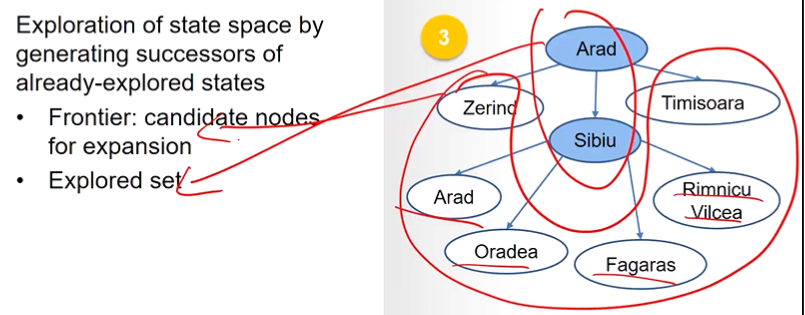 Exploration of state space by
generating successors of
already-explored states
• Frontier: candidate nodes
for expansion
• Explored set
3
Arad
Zerind
Timisoara
Sibiu
Arad
Rimnicu
Vilcea
Oradea
Fagaras